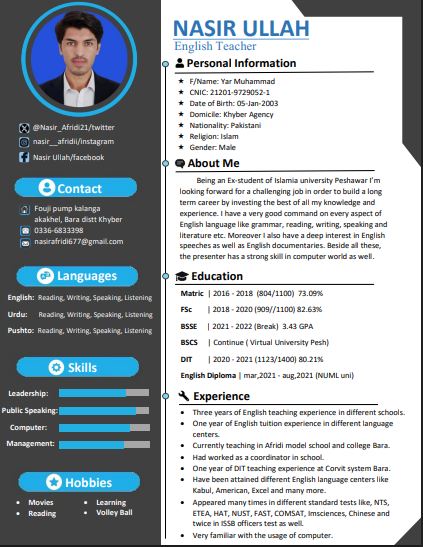 NASIR ULLAH
English Teacher
@Nasir_Afridi21/twitter
nasir__afridii/instagram
Nasir Ullah/facebook
Contact
Fouji pump kalanga
akakhel, Bara distt Khyber
0336-6833398
nasirafridi677@gmail.com
Languages
English: Reading, Writing, Speaking, Listening
Urdu: Reading, Writing, Speaking, Listening
Pushto: Reading, Writing, Speaking, Listening
Skills
Leadership:
Public Speaking:
Computer:
Management:
Hobbies
• Movies • Learning
• Reading • Volley Ball
Personal Information
★ F/Name: Yar Muhammad
★ CNIC: 21201-9729052-1
★ Date of Birth: 05-Jan-2003
★ Domicile: Khyber Agency
★ Nationality: Pakistani
★ Religion: Islam
★ Gender: Male
About Me
Being an Ex-student of Islamia university Peshawar I'm
looking forward for a challenging job in order to build a long
term career by investing the best of all my knowledge and
experience. I have a very good command on every aspect of
English language like grammar, reading, writing, speaking and
literature etc. Moreover I also have a deep interest in English
speeches as well as English documentaries. Beside all these,
the presenter has a strong skill in computer world as well.
Education
Matric | 2016 - 2018 (804/1100) 73.09%
FSc | 2018 - 2020 (909//1100) 82.63%
BSSE | 2021 - 2022 (Break) 3.43 GPA
BSCS | Continue ( Virtual University Pesh)
DIT | 2020 - 2021 (1123/1400) 80.21%
English Diploma | mar,2021 - aug,2021 (NUML uni)
Experience
• Three years of English teaching experience in different schools.
• One year of English tuition experience in different language
centers.
• Currently teaching in Afridi model school and college Bara.
• Had worked as a coordinator in school.
• One year of DIT teaching experience at Corvit system Bara.
• Have been attained different English language centers like
Kabul, American, Excel and many more.
• Appeared many times in different standard tests like, NTS,
ETEA, HAT, NUST, FAST, COMSAT, Imsciences, Chinese and
twice in ISSB officers test as well.
• Very familiar with the usage of computer.